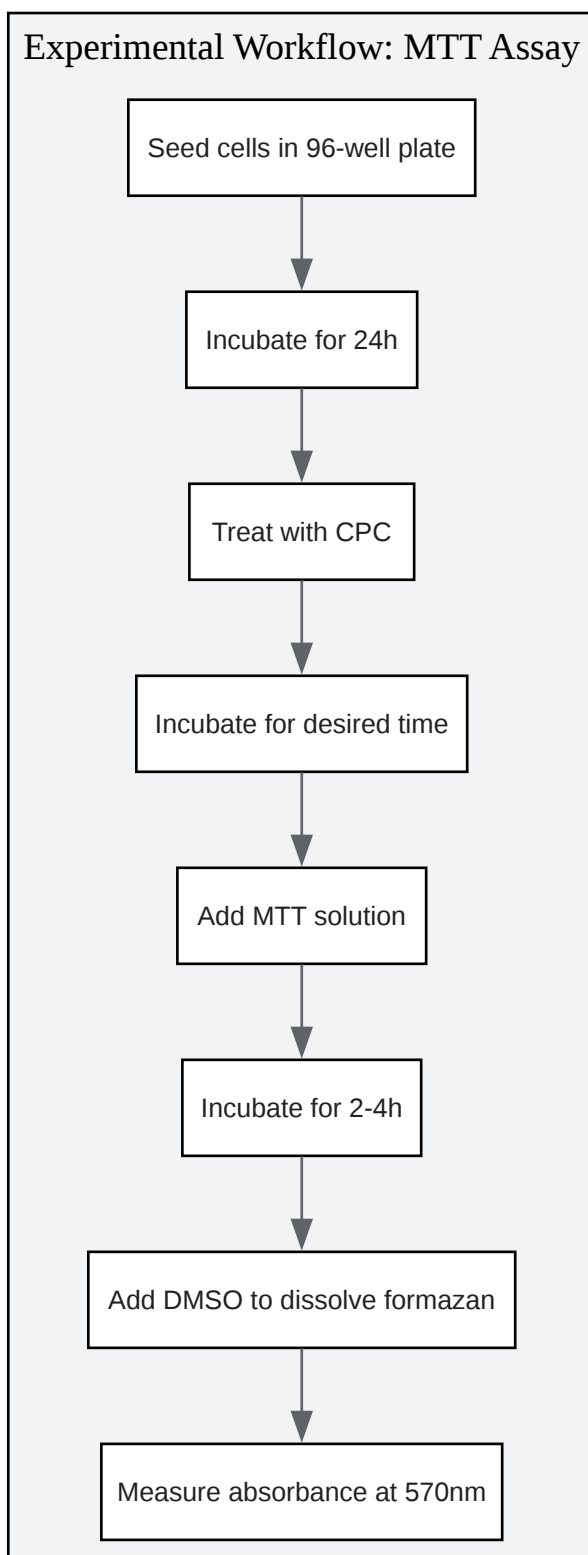 Experimental Workflow: MTT Assay
Seed cells in 96-well plate
Incubate for 24h
Treat with CPC
Incubate for desired time
Add MTT solution
Incubate for 2-4h
Add DMSO to dissolve formazan
Measure absorbance at 570nm